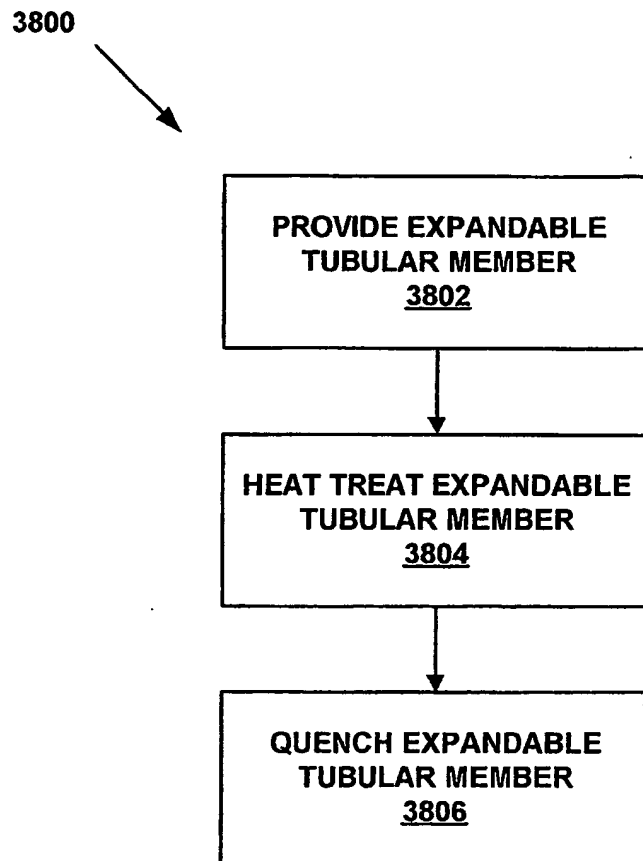 3800
PROVIDE EXPANDABLE
TUBULAR MEMBER
3802
HEAT TREAT EXPANDABLE
TUBULAR MEMBER
3804
QUENCH EXPANDABLE
TUBULAR MEMBER
3806